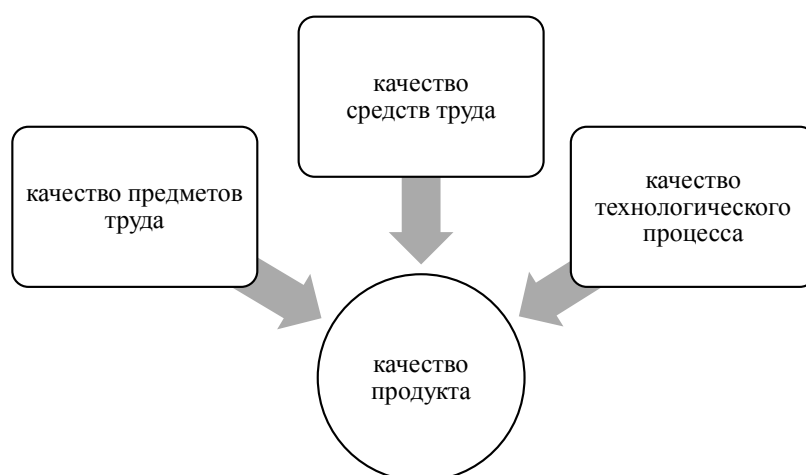 качество
средств труда
качество предметов
труда
качество
технологического
процесса
качество
продукта